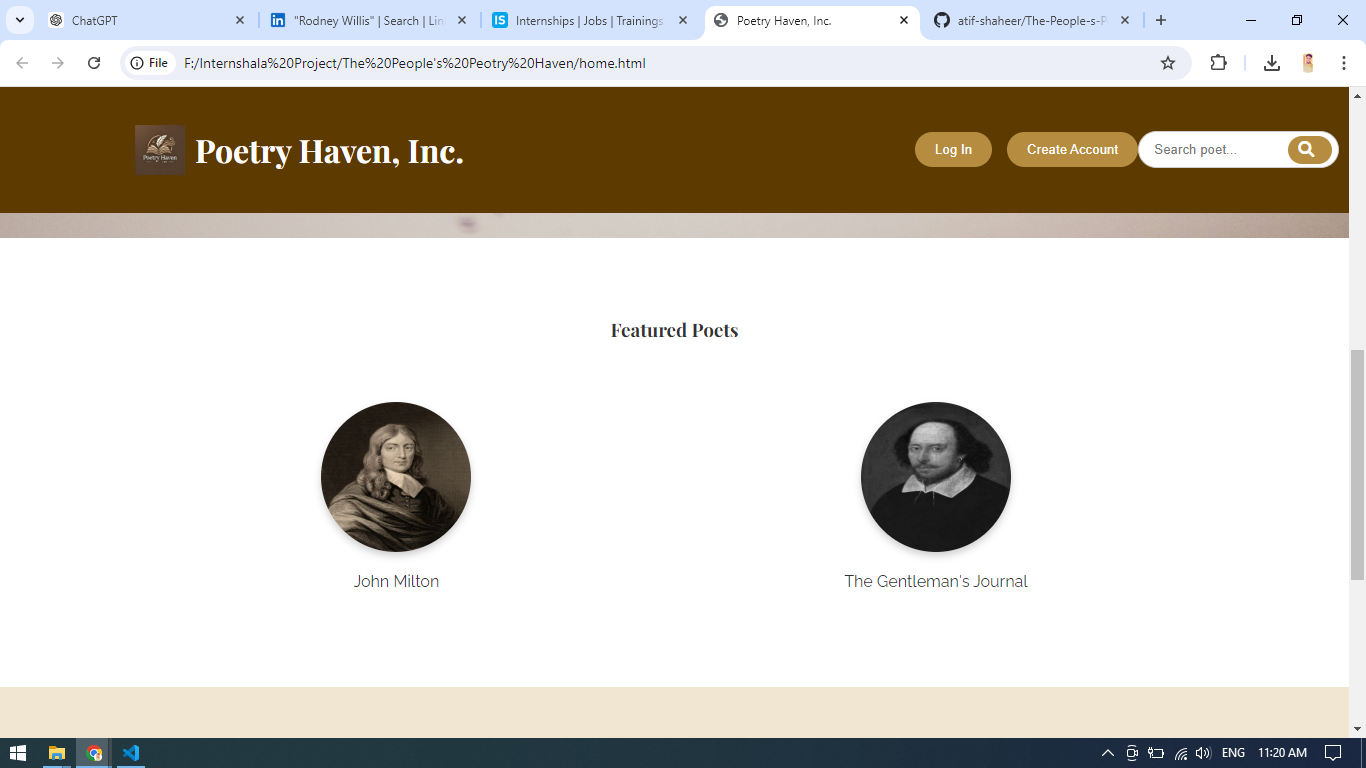 ChatGPT
"Rodney Willis" | Search | Lin
Internships | Jobs | Trainings
Poetry Haven, Inc.
atif-shaheer/The-People-s-P
File
F:/Internshala%20Project/The%20People's%20Peotry%20Haven/home.html
Poetry Haven
Poetry Haven, Inc.
Log In
Create Account
Search poet...
Featured Poets
John Milton
The Gentleman's Journal
ENG
11:20 AM